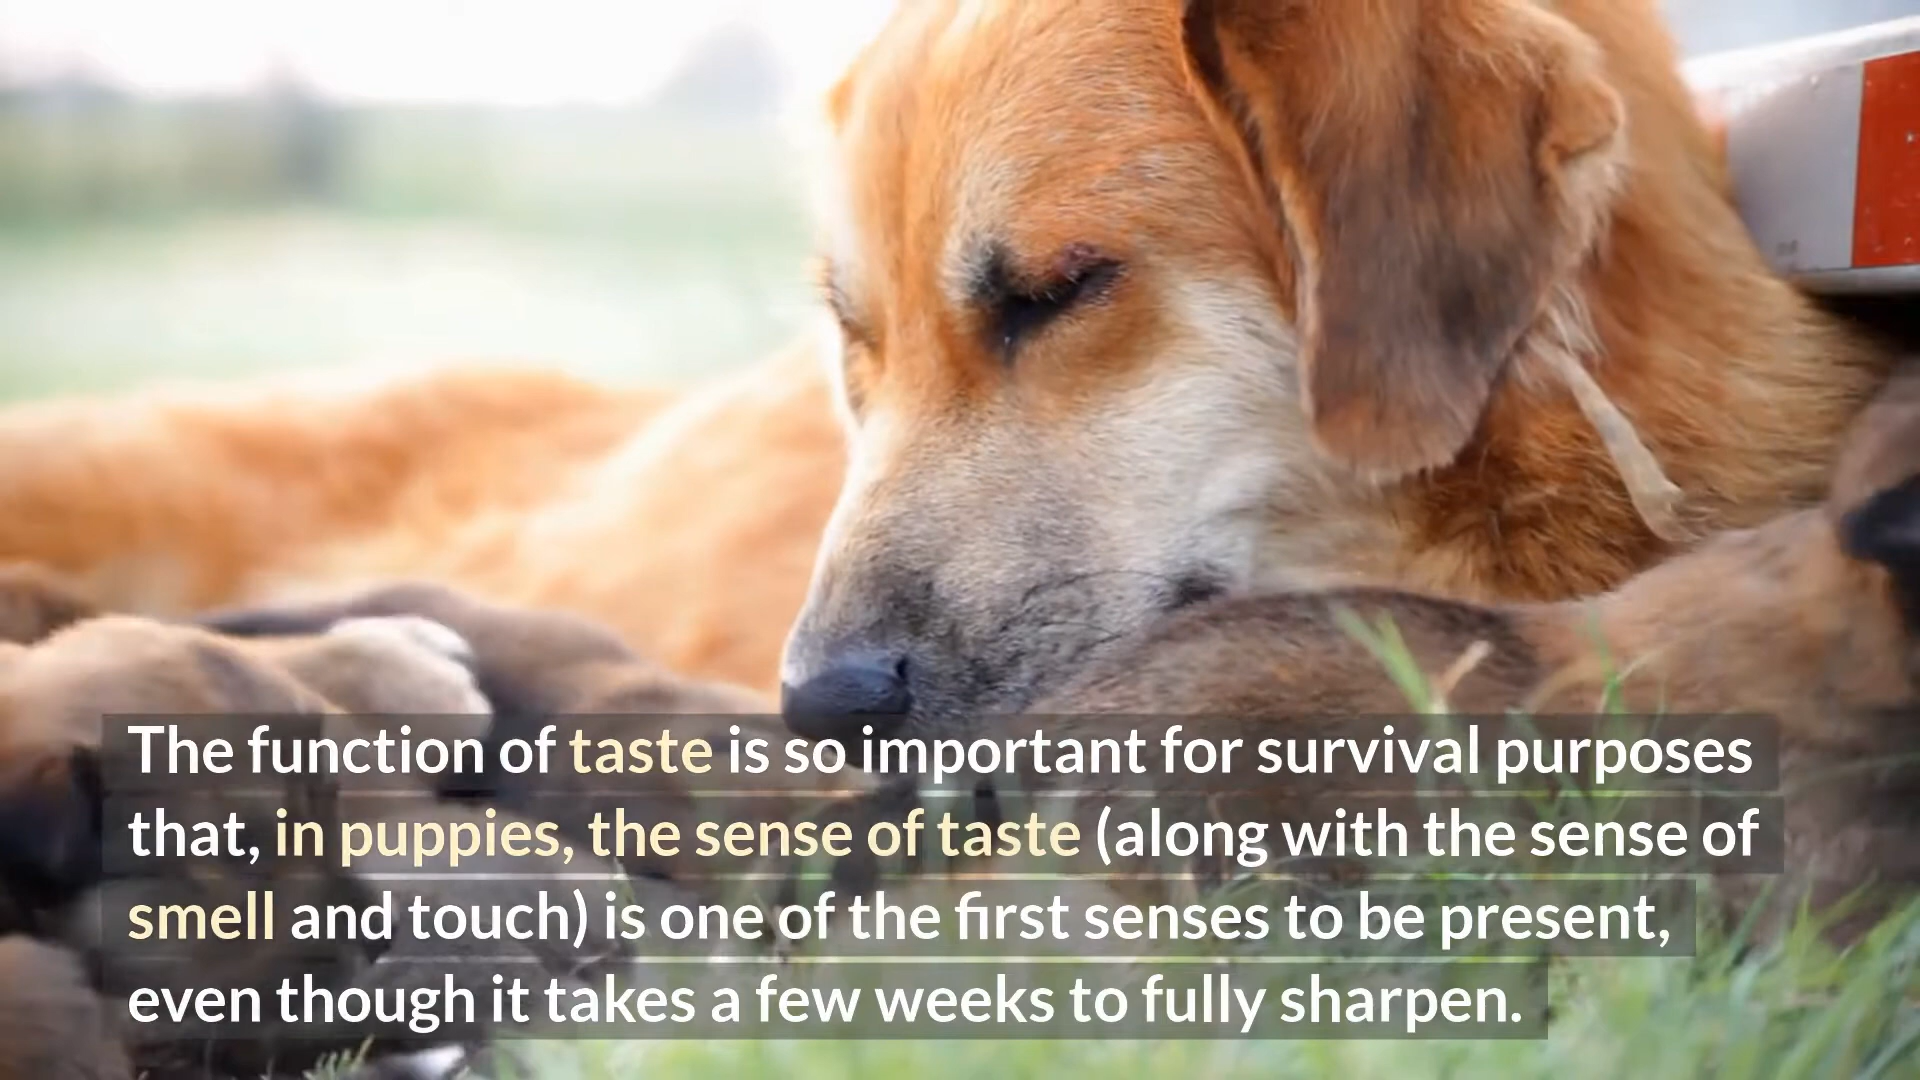 The function of taste is so important for survival purposes
that, in puppies, the sense of taste (along with the sense of
smell and touch) is one of the first senses to be present,
even though it takes a few weeks to fully sharpen.